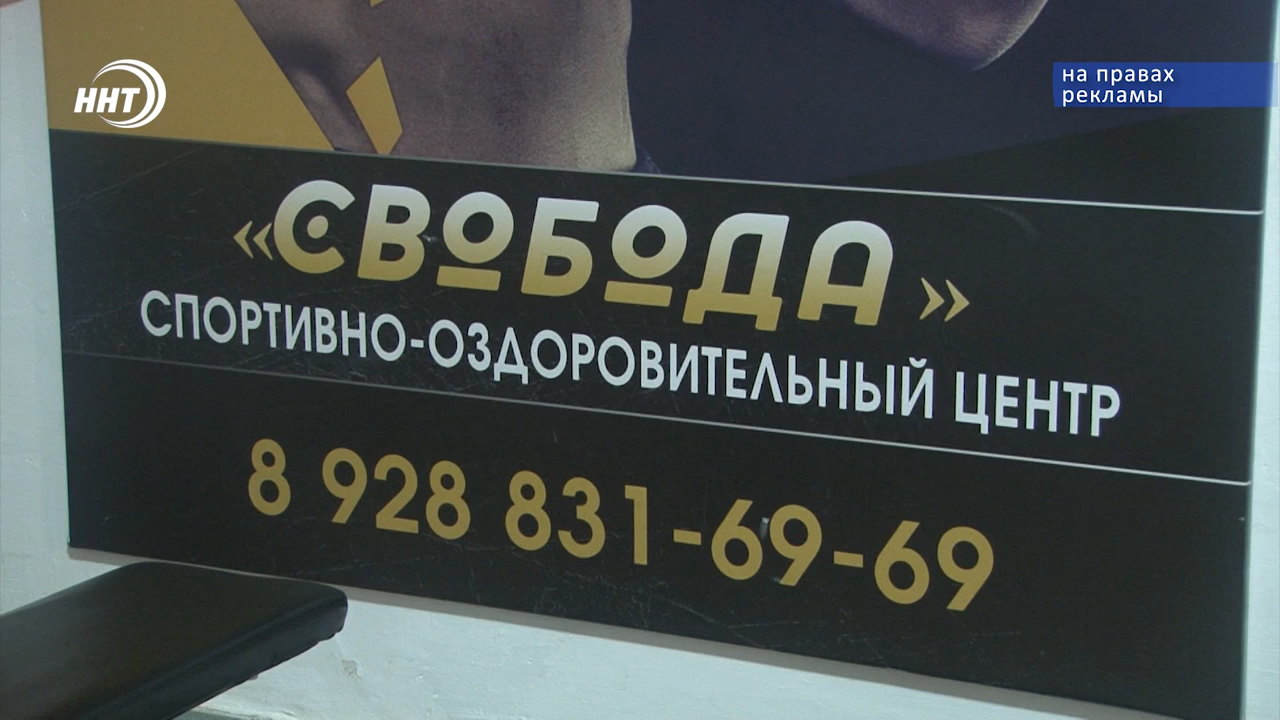 ННТ
на правах
рекламы
«СВОБОДА»
СПОРТИВНО-ОЗДОРОВИТЕЛЬНЫЙ ЦЕНТР
8 928 831-69-69